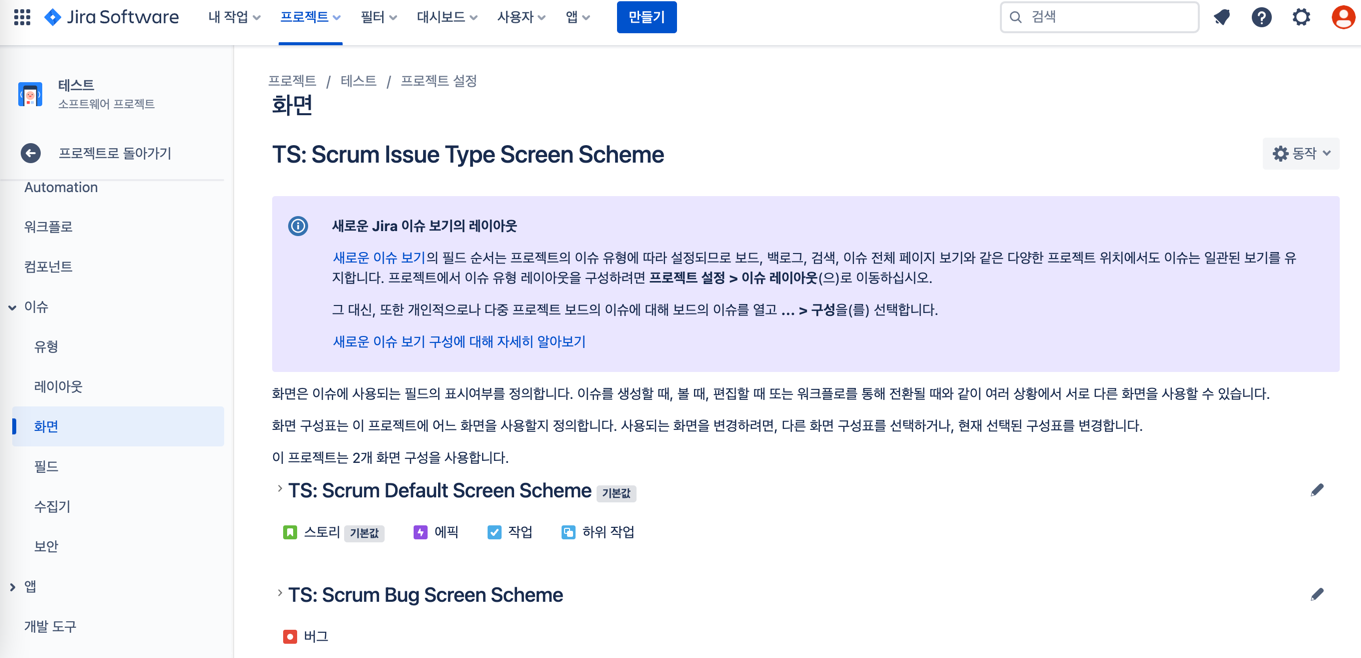 Jira Software 내 작업 프로젝트 필터 대시보드 사용자 앱 만들기 검색
테스트
소프트웨어 프로젝트
프로젝트로 돌아가기
Automation
워크플로
컴포넌트
이슈
유형
레이아웃
화면
필드
수집기
보안
앱
개발 도구
프로젝트 / 테스트 / 프로젝트 설정
화면
TS: Scrum Issue Type Screen Scheme 동작
새로운 Jira 이슈 보기의 레이아웃
새로운 이슈 보기의 필드 순서는 프로젝트의 이슈 유형에 따라 설정되므로 보드, 백로그, 검색, 이슈 전체 페이지 보기와 같은 다양한 프로젝트 위치에서도 이슈는 일관된 보기를 유
지합니다. 프로젝트에서 이슈 유형 레이아웃을 구성하려면 프로젝트 설정 > 이슈 레이아웃(으)로 이동하십시오.
그 대신, 또한 개인적으로나 다중 프로젝트 보드의 이슈에 대해 보드의 이슈를 열고 ... > 구성을(를) 선택합니다.
새로운 이슈 보기 구성에 대해 자세히 알아보기
화면은 이슈에 사용되는 필드의 표시여부를 정의합니다. 이슈를 생성할 때, 볼 때, 편집할 때 또는 워크플로를 통해 전환될 때와 같이 여러 상황에서 서로 다른 화면을 사용할 수 있습니다.
화면 구성표는 이 프로젝트에 어느 화면을 사용할지 정의합니다. 사용되는 화면을 변경하려면, 다른 화면 구성표를 선택하거나, 현재 선택된 구성표를 변경합니다.
이 프로젝트는 2개 화면 구성을 사용합니다.
TS: Scrum Default Screen Scheme 기본값
스토리 기본값 에픽 작업 하위 작업
TS: Scrum Bug Screen Scheme
버그